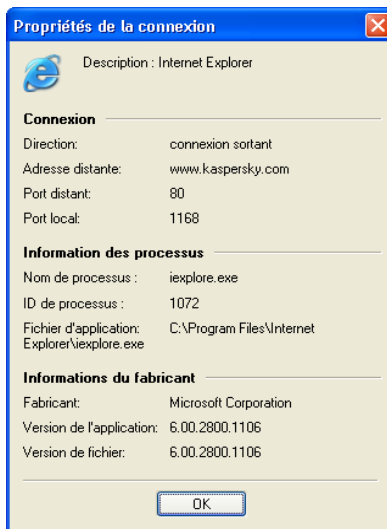 Propriétés de la connexion
Description : Internet Explorer
Connexion
Direction: connexion sortant
Adresse distante: www.kaspersky.com
Port distant: 80
Port local: 1168
Information des processus
Nom de processus : iexplore.exe
ID de processus : 1072
Fichier d'application: C:\Program Files\Internet
Explorer\iexplore.exe
Informations du fabricant
Fabricant: Microsoft Corporation
Version de l'application: 6.00.2800.1106
Version de fichier: 6.00.2800.1106
OK